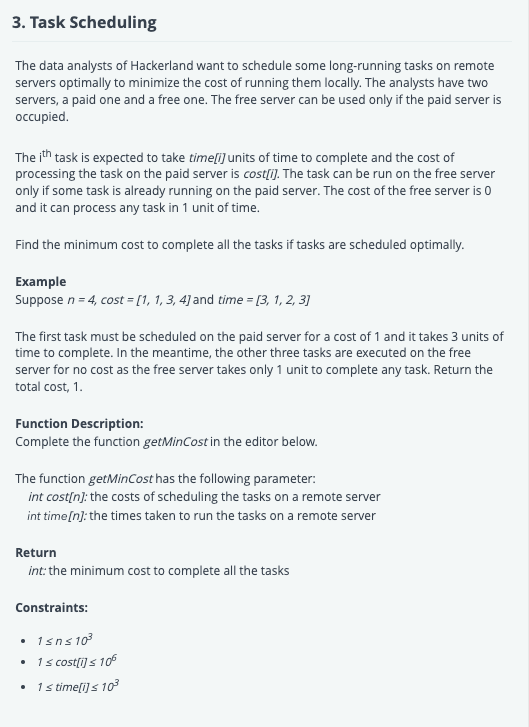 3. Task Scheduling
The data analysts of Hackerland want to schedule some long-running tasks on remote
servers optimally to minimize the cost of running them locally. The analysts have two
servers, a paid one and a free one. The free server can be used only if the paid server is
occupied.
The ith task is expected to take time[i] units of time to complete and the cost of
processing the task on the paid server is cost[i]. The task can be run on the free server
only if some task is already running on the paid server. The cost of the free server is 0
and it can process any task in 1 unit of time.
Find the minimum cost to complete all the tasks if tasks are scheduled optimally.
Example
Suppose n = 4, cost = [1, 1, 3, 4] and time = [3, 1, 2, 3]
The first task must be scheduled on the paid server for a cost of 1 and it takes 3 units of
time to complete. In the meantime, the other three tasks are executed on the free
server for no cost as the free server takes only 1 unit to complete any task. Return the
total cost, 1.
Function Description:
Complete the function getMinCost in the editor below.
The function getMinCost has the following parameter:
int cost[n]: the costs of scheduling the tasks on a remote server
int time[n]: the times taken to run the tasks on a remote server
Return
int: the minimum cost to complete all the tasks
Constraints:
• 1 ≤ n ≤ 10³
• 1 ≤ cost[i] ≤ 10⁶
• 1 ≤ time[i] ≤ 10³